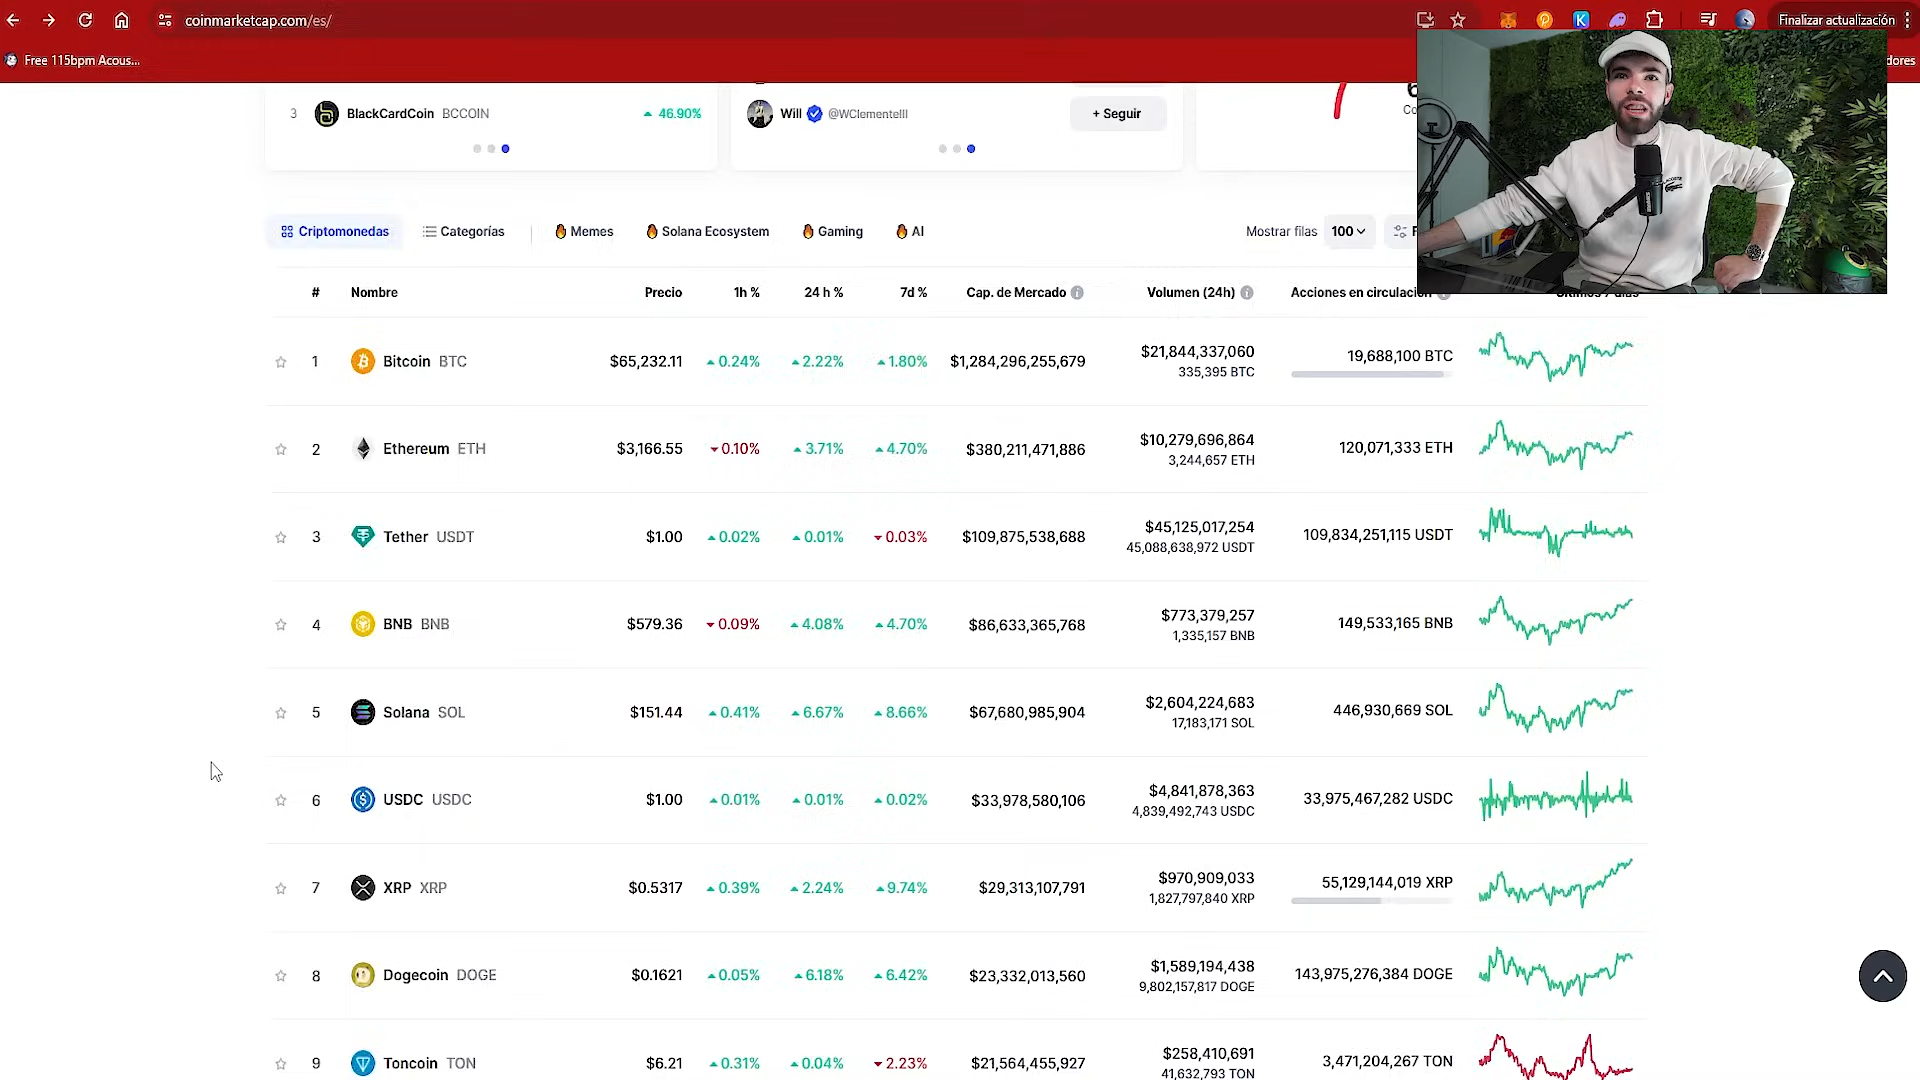 coinmarketcap.com/es/
Finalizar actualización
Free 115bpm Acous...
dores
3 BlackCardCoin BCCOIN 46.90%
Will @WClementeIII + Seguir
Criptomonedas Categorías Memes Solana Ecosystem Gaming AI Mostrar filas 100
# Nombre Precio 1h % 24 h % 7d % Cap. de Mercado Volumen (24h) Acciones en circulación Últimos 7 días
1 Bitcoin BTC $65,232.11 0.24% 2.22% 1.80% $1,284,296,255,679 $21,844,337,060 19,688,100 BTC
335,395 BTC
2 Ethereum ETH $3,166.55 0.10% 3.71% 4.70% $380,211,471,886 $10,279,696,864 120,071,333 ETH
3,244,657 ETH
3 Tether USDT $1.00 0.02% 0.01% 0.03% $109,875,538,688 $45,125,017,254 109,834,251,115 USDT
45,088,638,972 USDT
4 BNB BNB $579.36 0.09% 4.08% 4.70% $86,633,365,768 $773,379,257 149,533,165 BNB
1,335,157 BNB
5 Solana SOL $151.44 0.41% 6.67% 8.66% $67,680,985,904 $2,604,224,683 446,930,669 SOL
17,183,171 SOL
6 USDC USDC $1.00 0.01% 0.01% 0.02% $33,978,580,106 $4,841,878,363 33,975,467,282 USDC
4,839,492,743 USDC
7 XRP XRP $0.5317 0.39% 2.24% 9.74% $29,313,107,791 $970,909,033 55,129,144,019 XRP
1,827,797,840 XRP
8 Dogecoin DOGE $0.1621 0.05% 6.18% 6.42% $23,332,013,560 $1,589,194,438 143,975,276,384 DOGE
9,802,157,817 DOGE
9 Toncoin TON $6.21 0.31% 0.04% 2.23% $21,564,455,927 $258,410,691 3,471,204,267 TON
41,632,793 TON